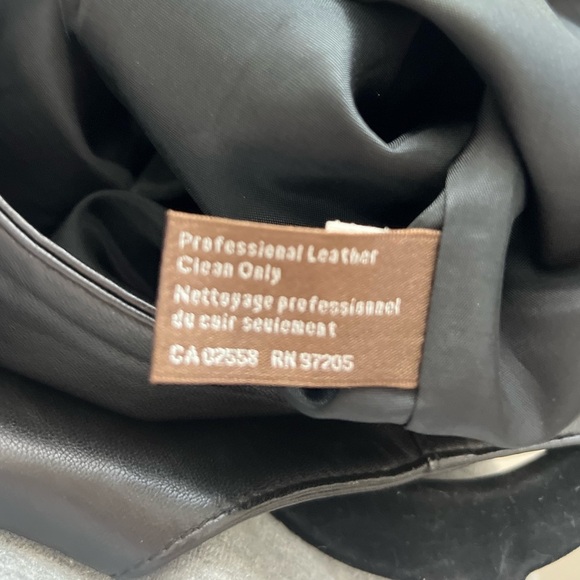 Professional Leather
Clean Only
Nettoyage professionnel
du cuir seulement
CA 02558 RN 97205